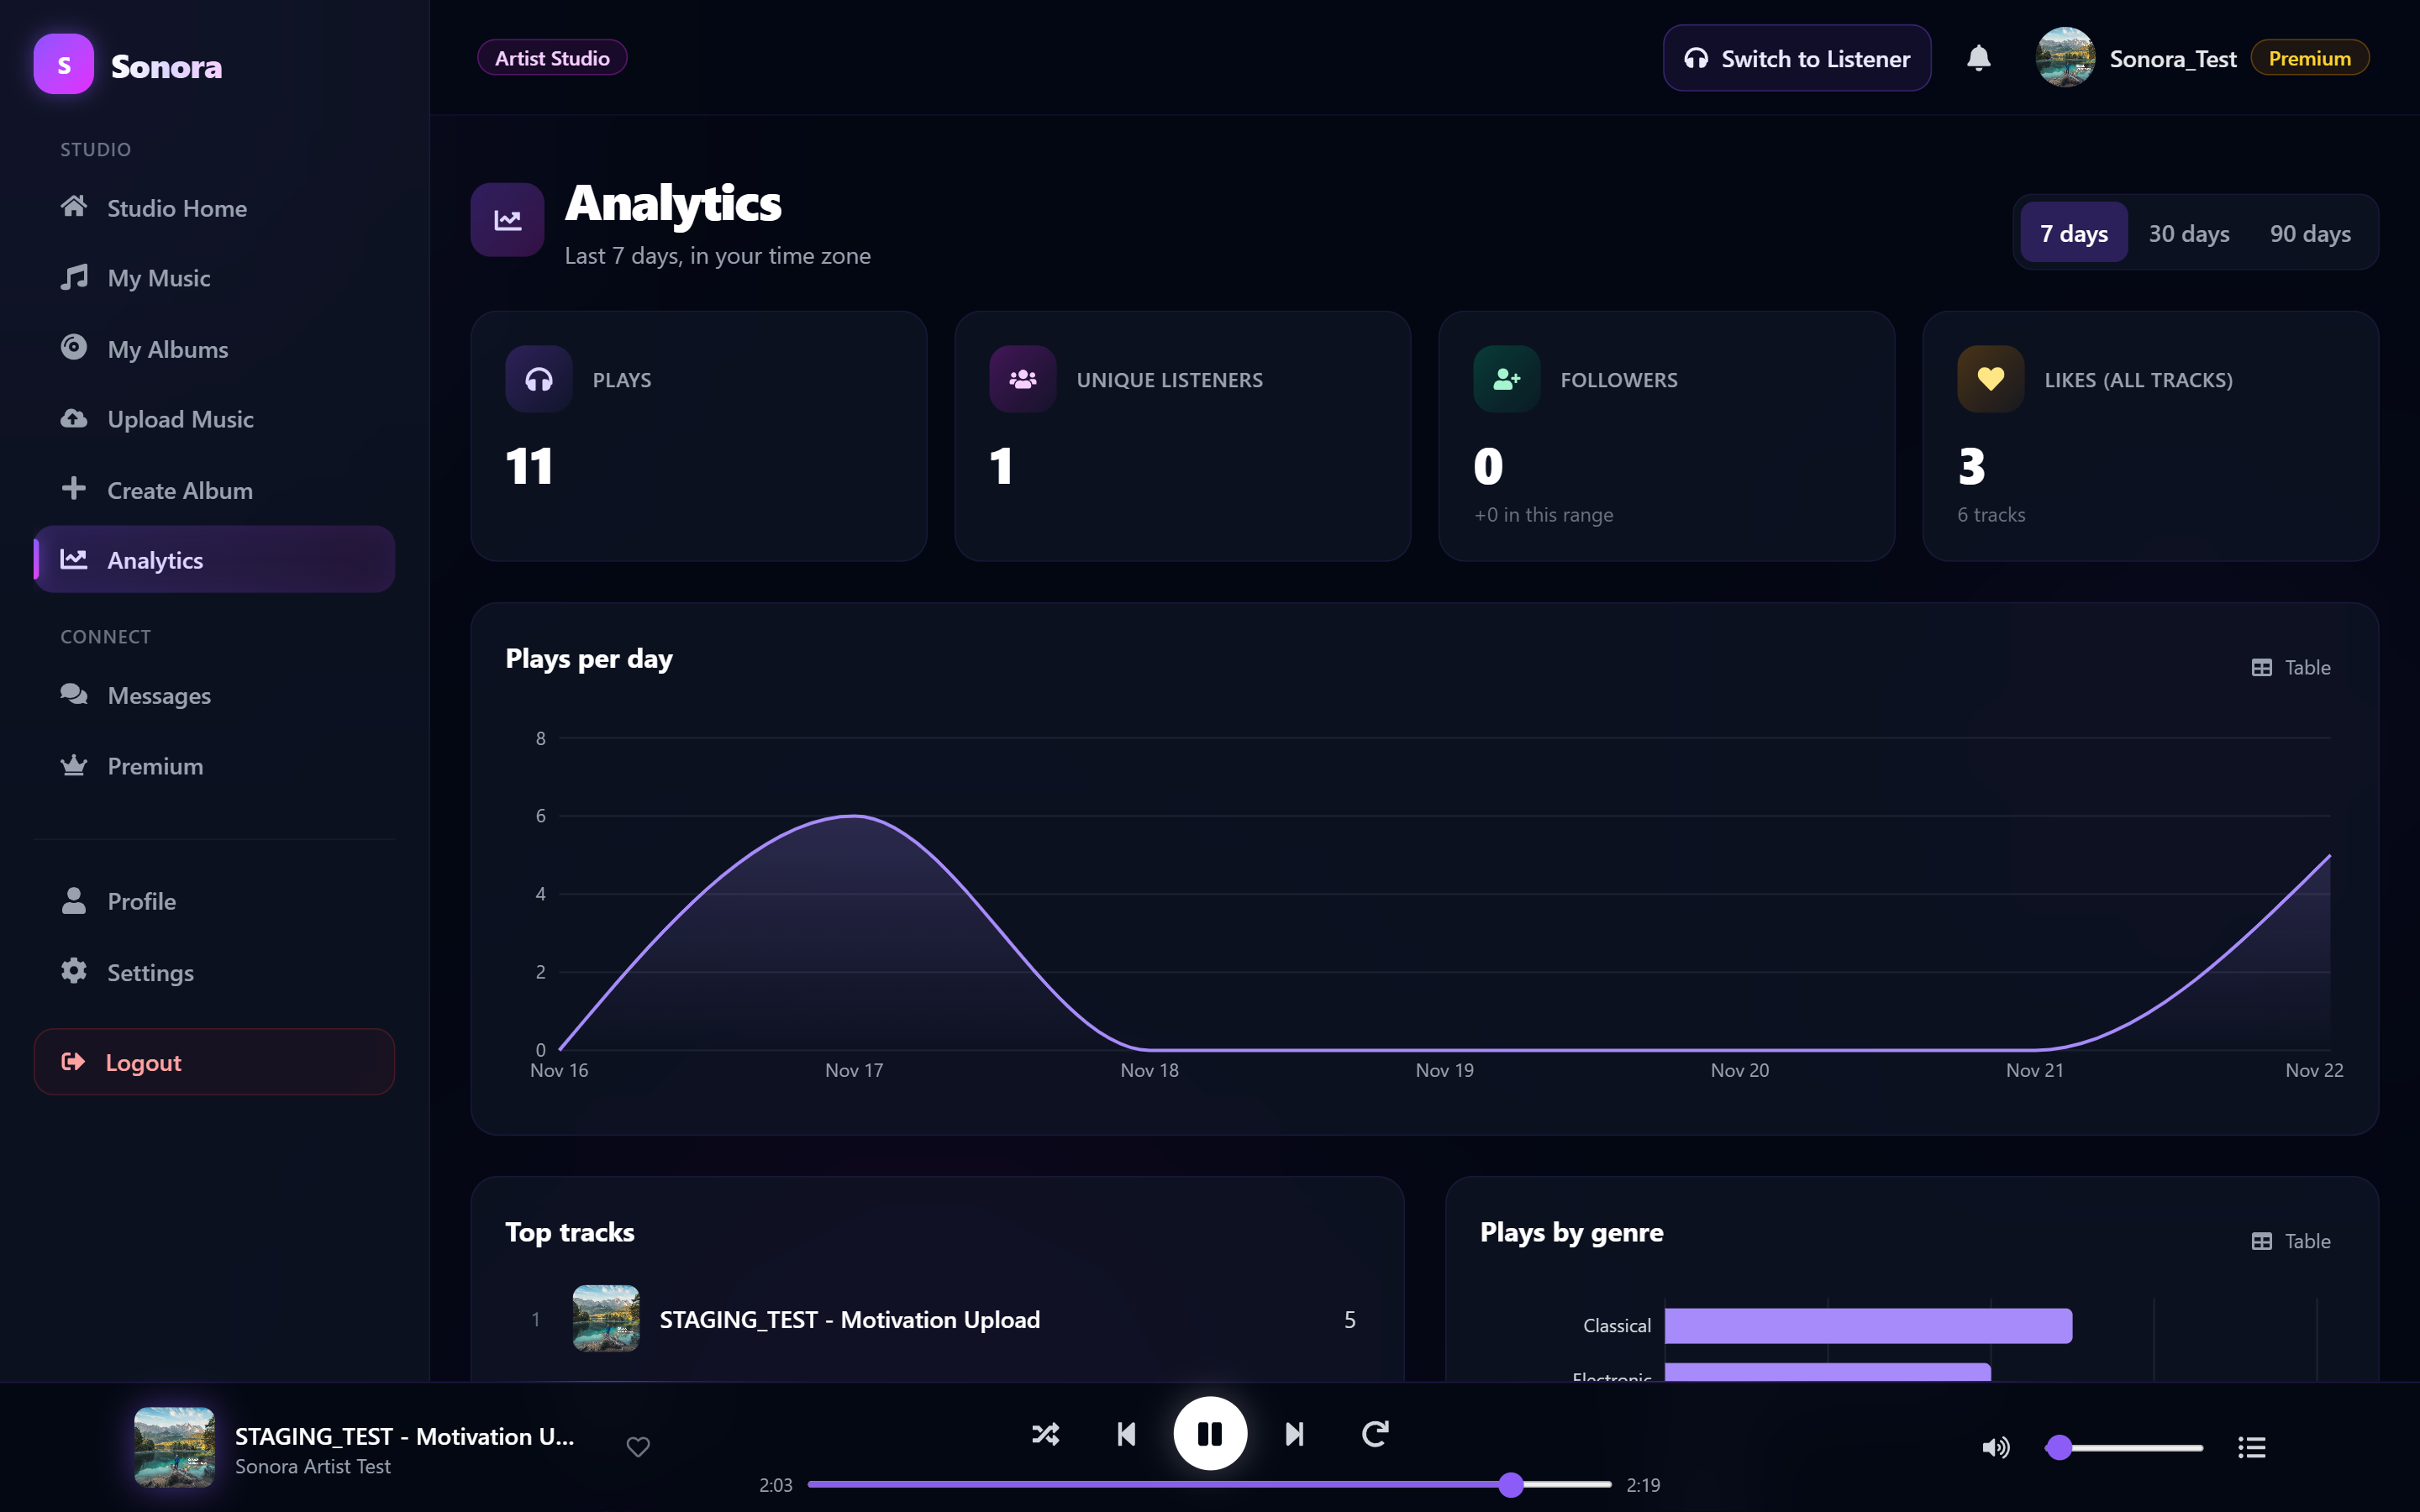 S
Sonora
STUDIO
Studio Home
My Music
My Albums
Upload Music
Create Album
Analytics
CONNECT
Messages
Premium
Profile
Settings
Logout
Artist Studio
Switch to Listener
Sonora_Test
Premium
Analytics
Last 7 days, in your time zone
7 days
30 days
90 days
PLAYS
11
UNIQUE LISTENERS
1
FOLLOWERS
0
+0 in this range
LIKES (ALL TRACKS)
3
6 tracks
Plays per day
Table
8
6
4
2
0
Nov 16
Nov 17
Nov 18
Nov 19
Nov 20
Nov 21
Nov 22
Top tracks
1
STAGING_TEST - Motivation Upload
5
Plays by genre
Table
Classical
Electronic
STAGING_TEST - Motivation U...
Sonora Artist Test
2:03
2:19